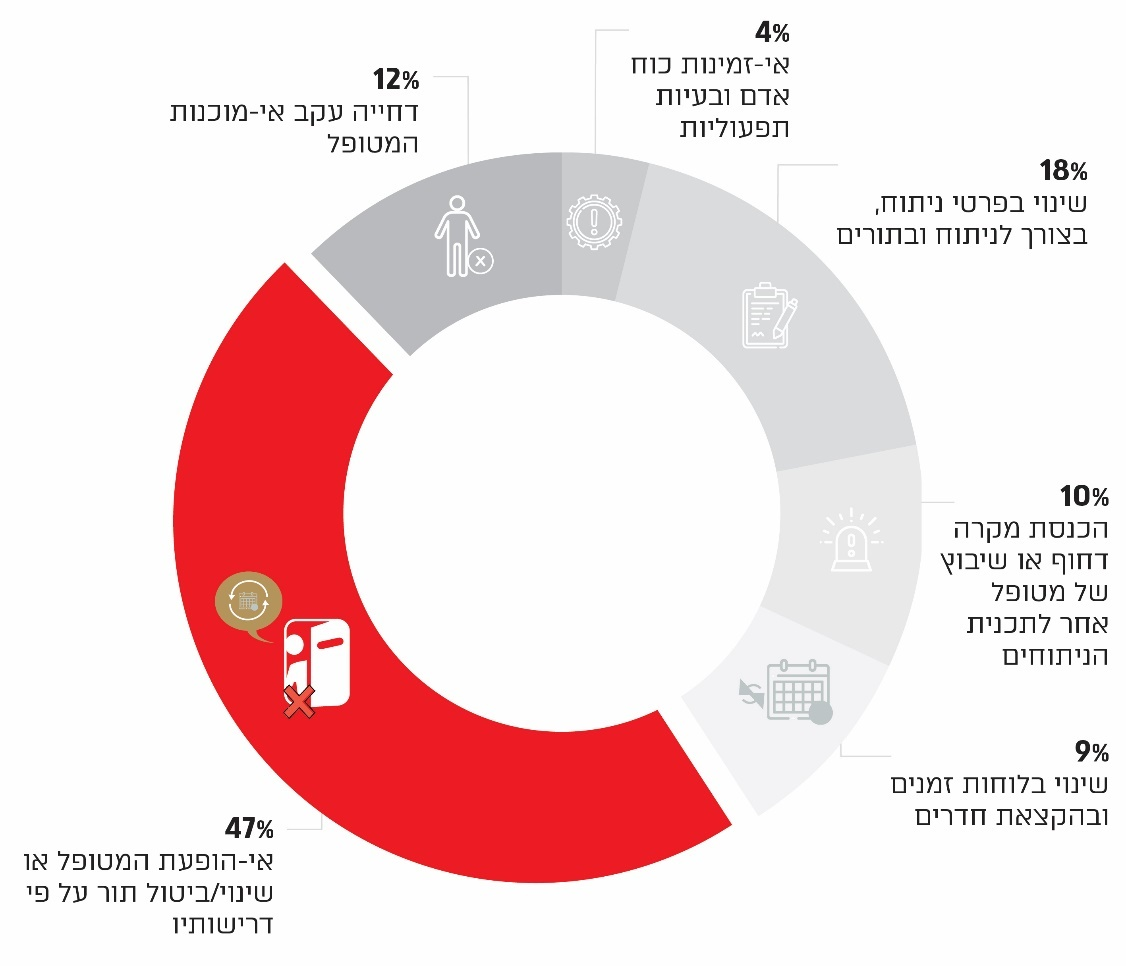 4%
אי-זמינות כוח
אדם ובעיות
תפעוליות
12%
דחייה עקב אי-מוכנות
המטופל
18%
שינוי בפרטי ניתוח,
בצורך לניתוח ובתורים
10%
הכנסת מקרה
דחוף או שיבוץ
של מטופל
אחר לתכנית
הניתוחים
9%
שינוי בלוחות זמנים
ובהקצאת חדרים
47%
אי-הופעת המטופל או
שינוי/ביטול תור על פי
דרישותיו